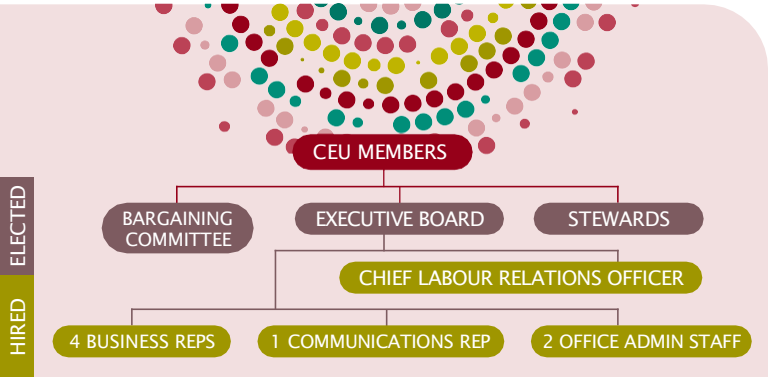 CEU MEMBERS
ELECTED
BARGAINING
COMMITTEE
EXECUTIVE BOARD
STEWARDS
CHIEF LABOUR RELATIONS OFFICER
HIRED
4 BUSINESS REPS
1 COMMUNICATIONS REP
2 OFFICE ADMIN STAFF